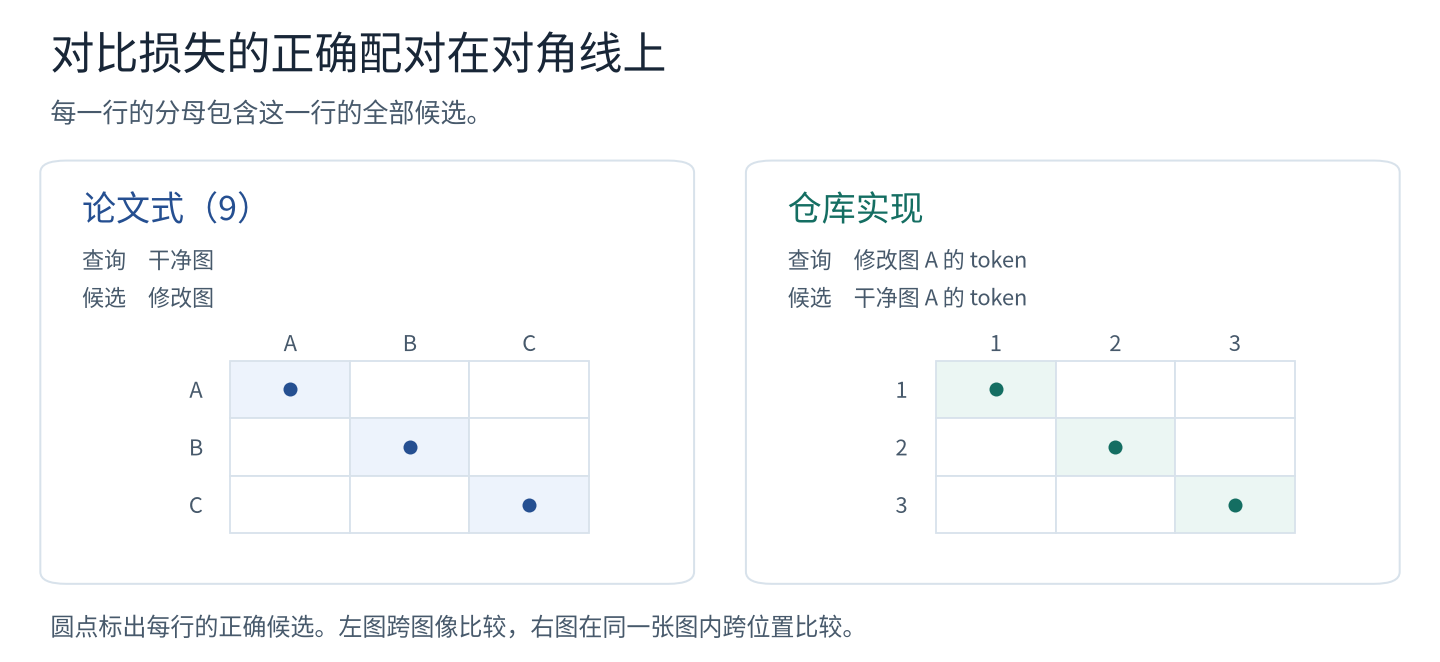 对比损失的正确配对在对角线上
每一行的分母包含这一行的全部候选。
论文式（9）
查询 干净图
候选 修改图
A B C
A
B
C
仓库实现
查询 修改图 A 的 token
候选 干净图 A 的 token
1 2 3
1
2
3
圆点标出每行的正确候选。左图跨图像比较，右图在同一张图内跨位置比较。